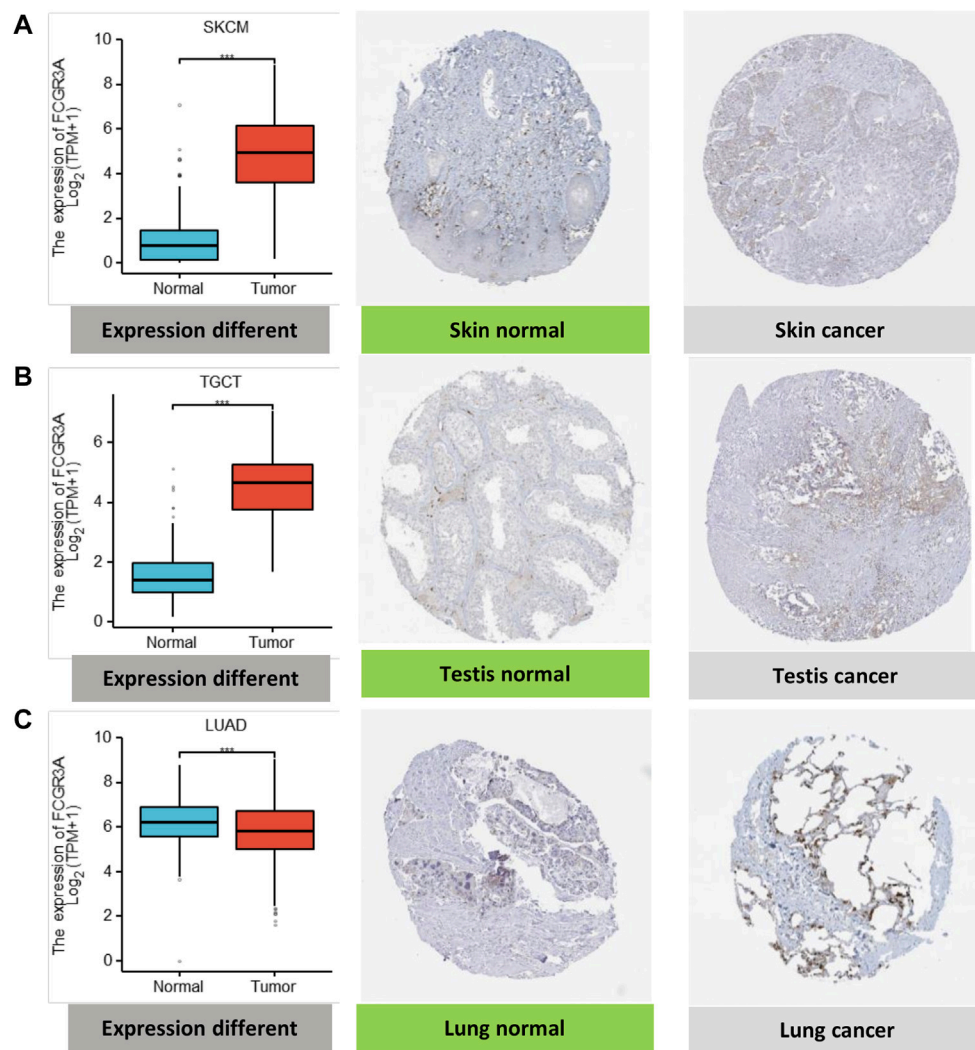 A
SKCM
The expression of FCGR3A
Log2 (TPM+1)
10
8
6
4
2
0
***
Normal
Tumor
Expression different
Skin normal
Skin cancer
B
TGCT
The expression of FCGR3A
Log2 (TPM+1)
6
4
2
0
***
Normal
Tumor
Expression different
Testis normal
Testis cancer
C
LUAD
The expression of FCGR3A
Log2 (TPM+1)
10
8
6
4
2
0
***
Normal
Tumor
Expression different
Lung normal
Lung cancer